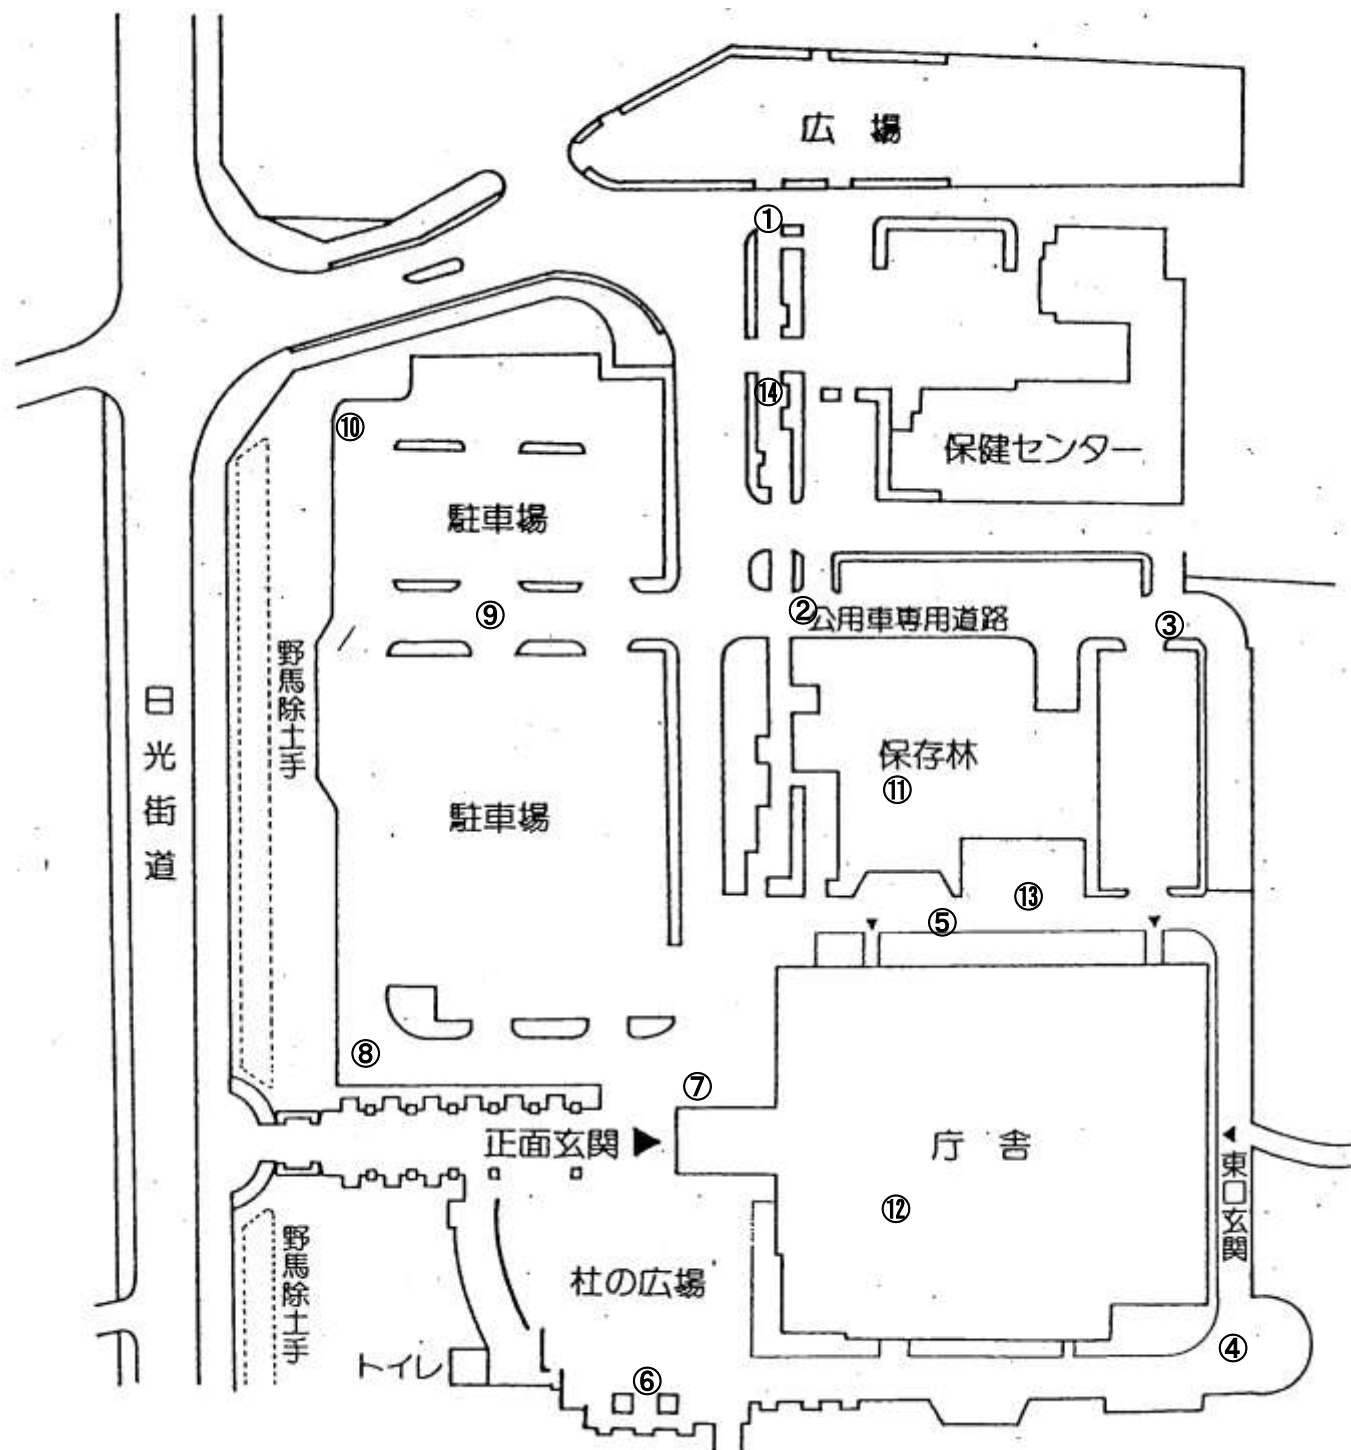 広場
①
⑭
⑩
保健センター
駐車場
⑨
②
公用車専用道路
③
野馬除土手
日光街道
保存林
⑪
駐車場
⑬
⑤
⑧
⑦
正面玄関
庁舎
東口玄関
⑫
野馬除土手
杜の広場
トイレ
④
⑥